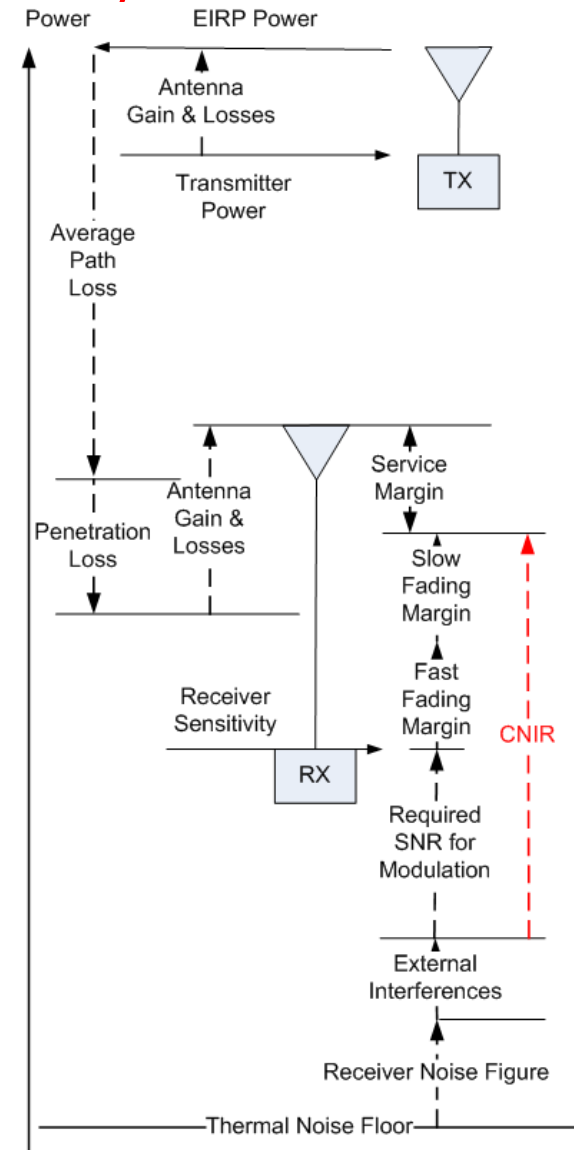 Power
EIRP Power
Antenna
Gain & Losses
Transmitter
Power
TX
Average
Path
Loss
Service
Margin
Antenna
Gain &
Losses
Penetration
Loss
Slow
Fading
Margin
Fast
Fading
Margin
CNIR
Receiver
Sensitivity
RX
Required
SNR for
Modulation
External
Interferences
Receiver Noise Figure
Thermal Noise Floor